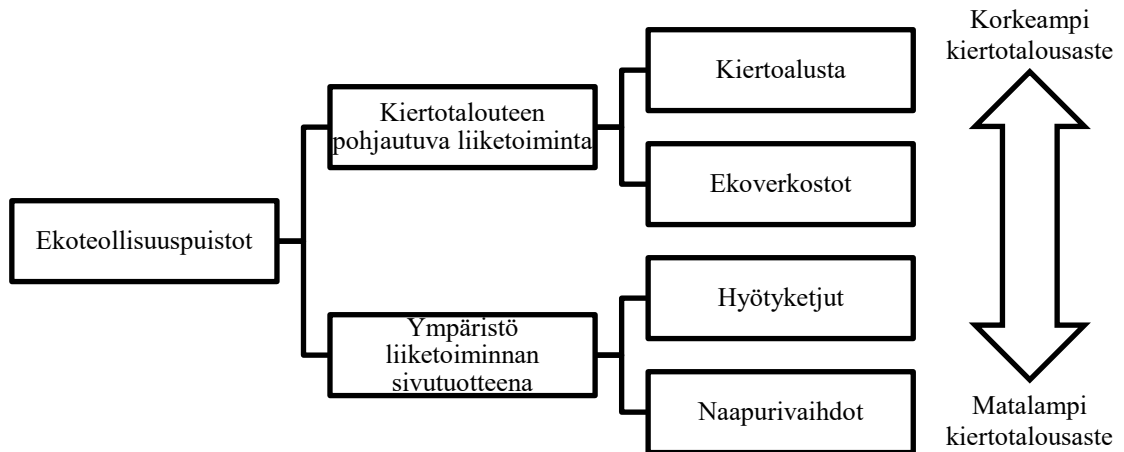 Ekoteollisuuspuistot
Kiertotalouteen
pohjautuva liiketoiminta
Kiertoalusta
Ekoverkostot
Ympäristö
liiketoiminnan
sivutuotteena
Hyötyketjut
Naapurivaihdot
Korkeampi
kiertotalousaste
Matalampi
kiertotalousaste